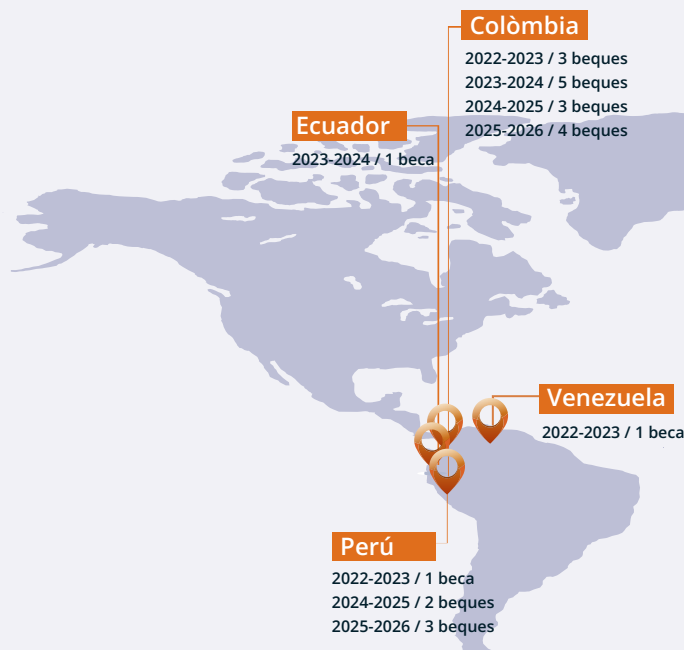 Colòmbia
2022-2023 / 3 beques
2023-2024 / 5 beques
2024-2025 / 3 beques
2025-2026 / 4 beques
Ecuador
2023-2024 / 1 beca
Venezuela
2022-2023 / 1 beca
Perú
2022-2023 / 1 beca
2024-2025 / 2 beques
2025-2026 / 3 beques